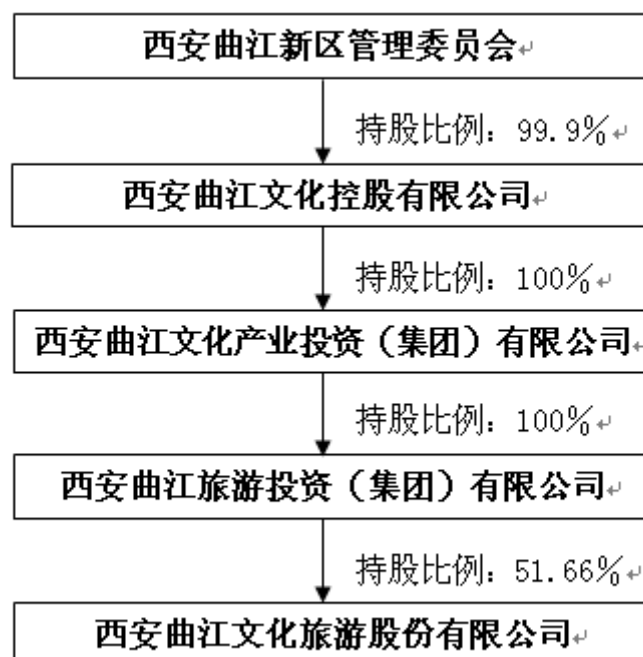 西安曲江新区管理委员会
持股比例：99.9%
西安曲江文化控股有限公司
持股比例：100%
西安曲江文化产业投资（集团）有限公司
持股比例：100%
西安曲江旅游投资（集团）有限公司
持股比例：51.66%
西安曲江文化旅游股份有限公司